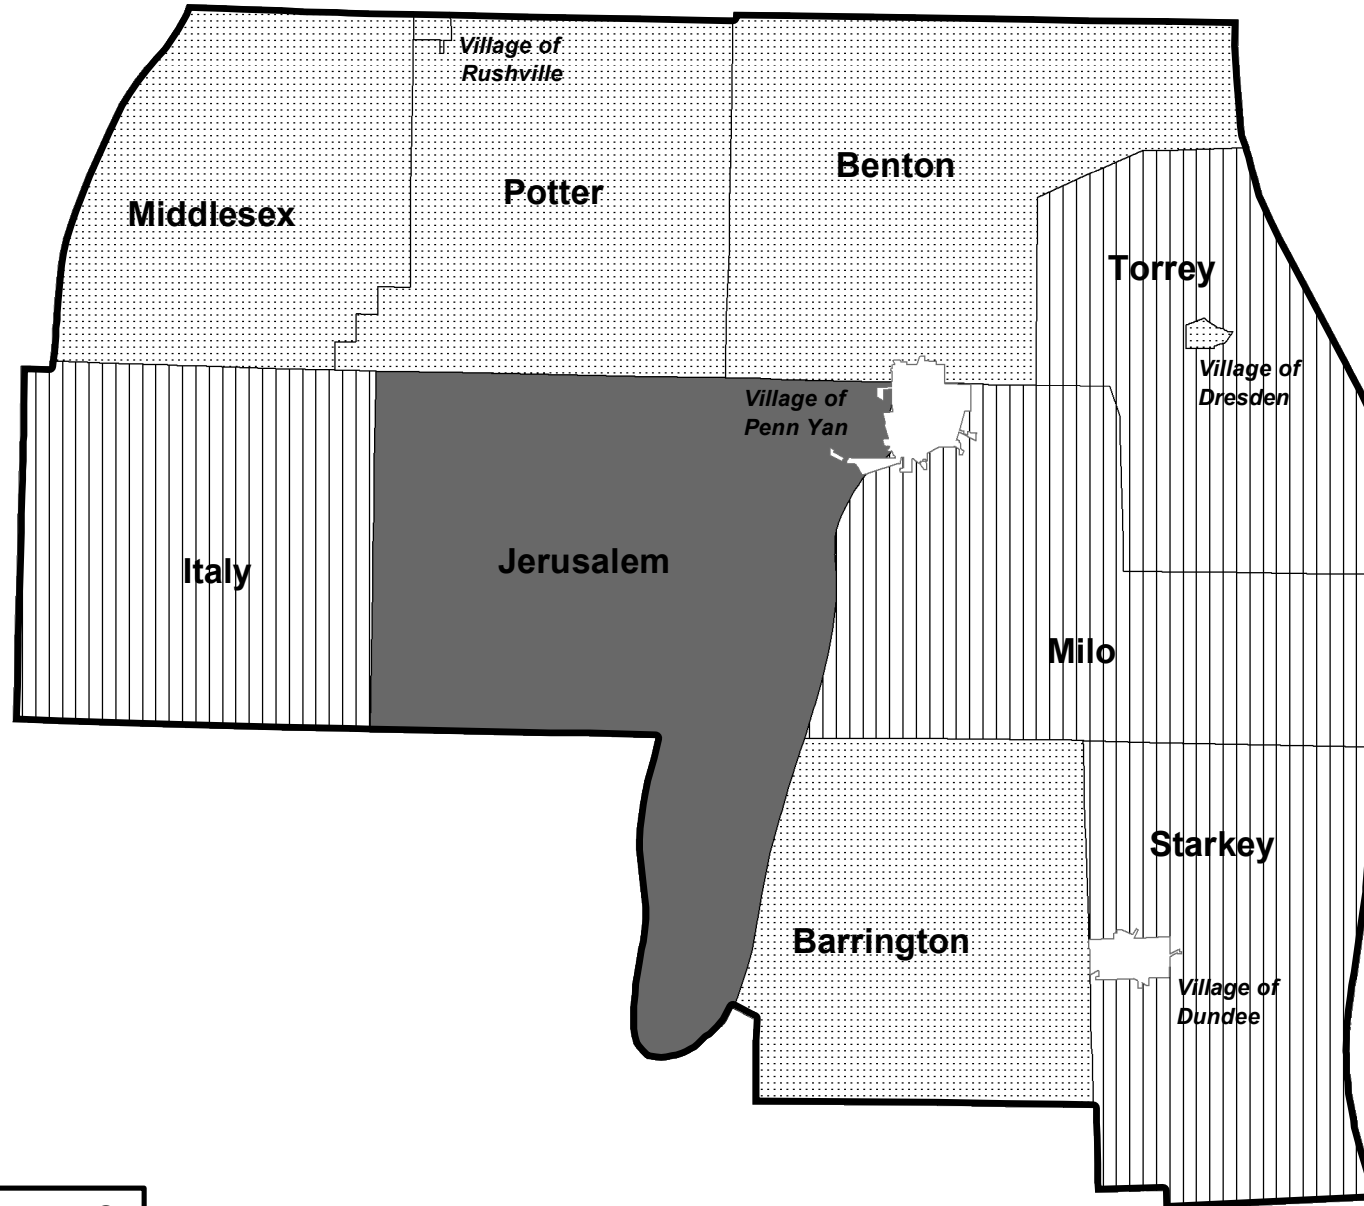 Village of
Rushville
Benton
Potter
Middlesex
Torrey
Village of
Dresden
Village of
Penn Yan
Jerusalem
Italy
Milo
Starkey
Barrington
Village of
Dundee